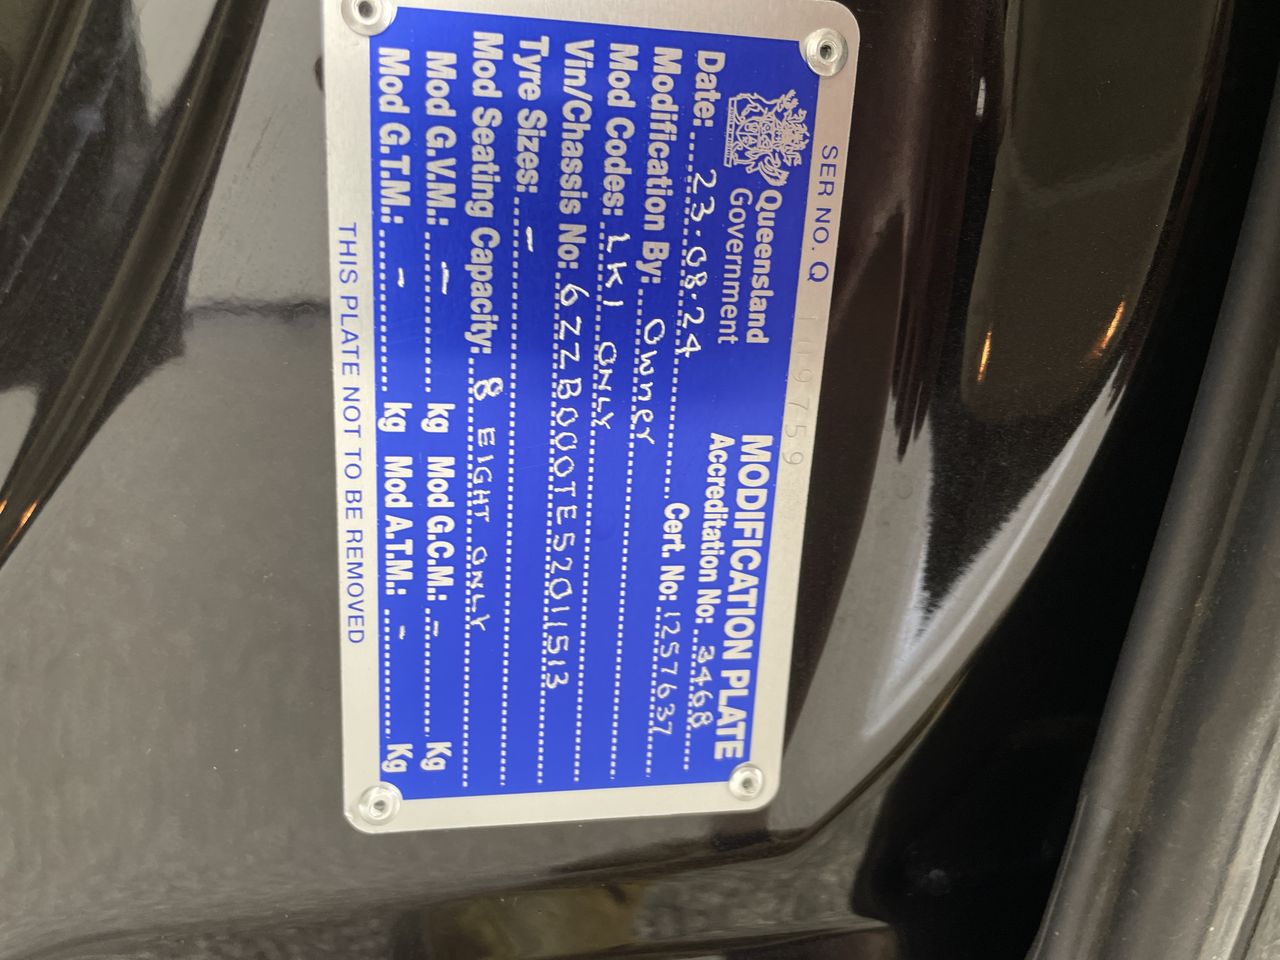 SER NO. Q
Queensland
Government
MODIFICATION PLATE
Accreditation No: 3468
Date: 23.08.24
Cert. No: 1257637
Modification By: Owner
Mod Codes: LK1 ONLY
Vin/Chassis No: 6ZZB000TE52011513
Tyre Sizes: –
Mod Seating Capacity: 8 EIGHT ONLY
Mod G.V.M.: – kg Mod G.C.M.: – Kg
Mod G.T.M.: – kg Mod A.T.M.: – Kg
THIS PLATE NOT TO BE REMOVED